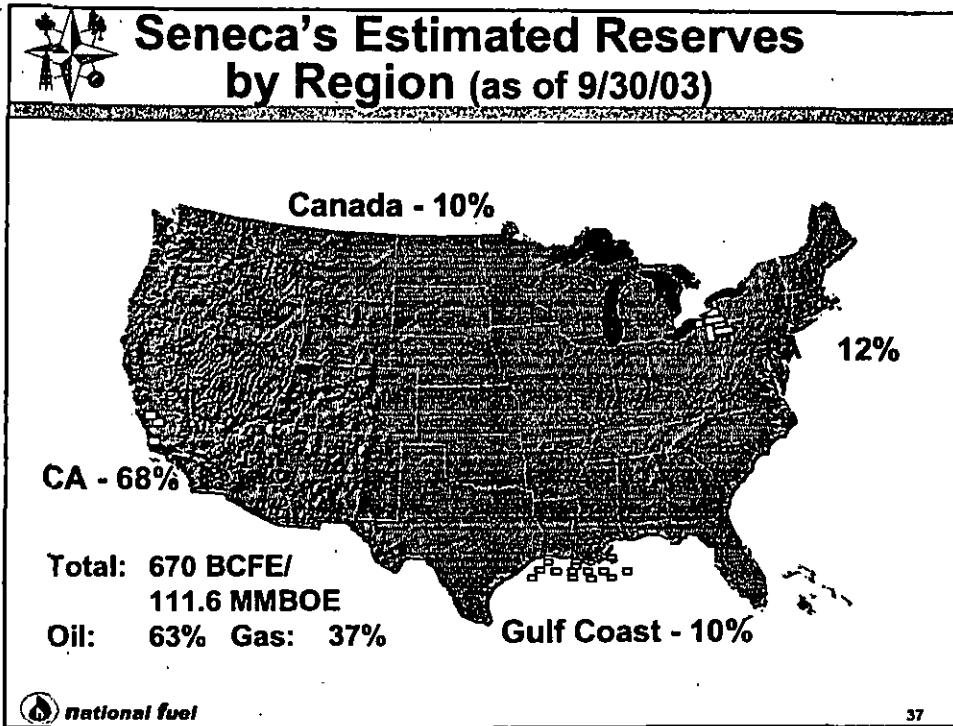 Seneca's Estimated Reserves
by Region (as of 9/30/03)
Canada - 10%
12%
CA - 68%
Total: 670 BCFE/
111.6 MMBOE
Oil: 63% Gas: 37%
Gulf Coast - 10%
national fuel
37